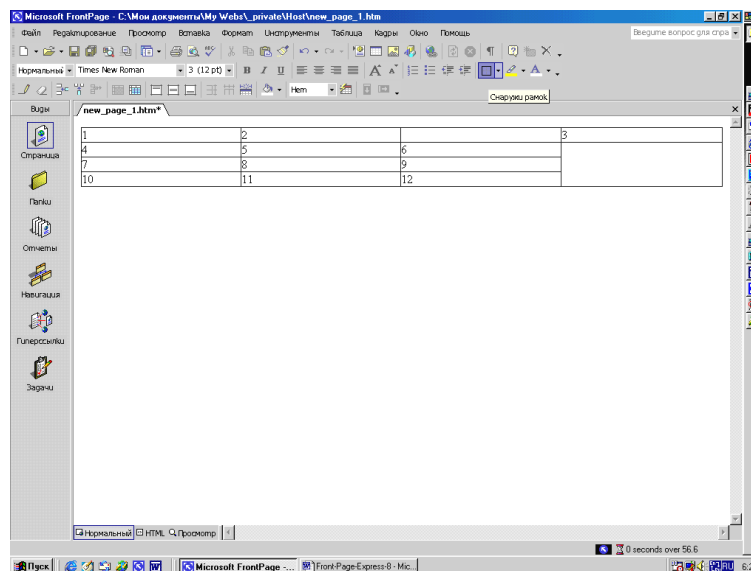 Microsoft FrontPage - C:\Мои документы\My Webs\_private\Host\new_page_1.htm
Файл Редактирование Просмотр Вставка Формат Инструменты Таблица Кадры Окно Помощь Введите вопрос для спра
Нормальный Times New Roman 3 (12 pt) B I U
Нет
Снаружи рамок
Виды new_page_1.htm*
1 2 3
4 5 6
7 8 9
10 11 12
Страница
Папки
Отчеты
Навигация
Гиперссылки
Задачи
Нормальный HTML Просмотр
0 seconds over 56.6
Пуск Microsoft FrontPage -... Front-Page-Express-8 - Mic... RU 6: